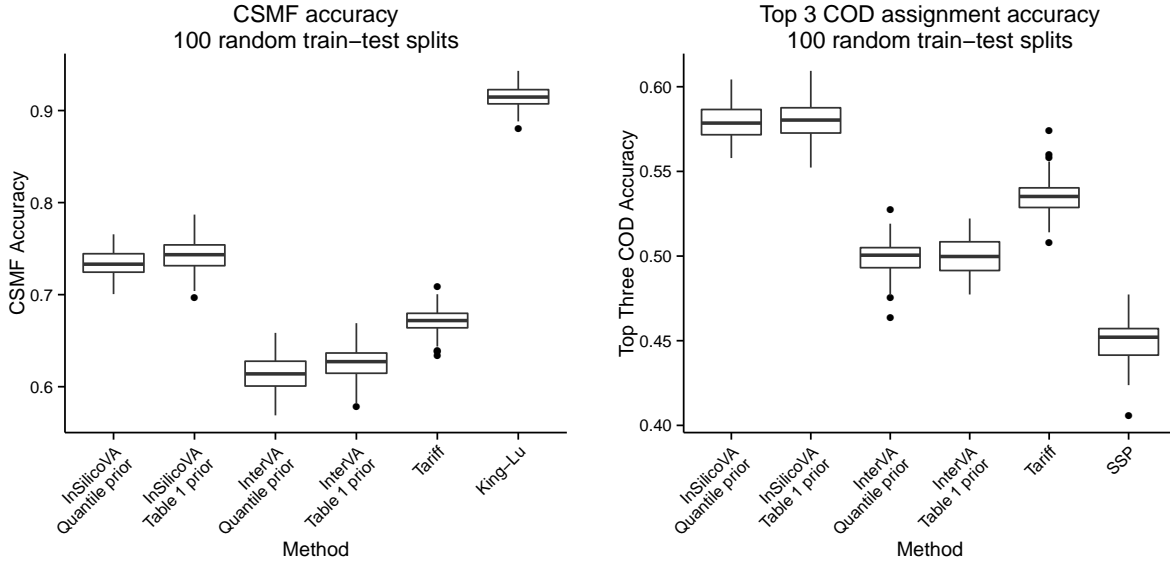 CSMF accuracy
100 random train−test splits
CSMF Accuracy
0.9
0.8
0.7
0.6
InSilicoVA
Quantile prior
InSilicoVA
Table 1 prior
InterVA
Quantile prior
InterVA
Table 1 prior
Tariff
King−Lu
Method
Top 3 COD assignment accuracy
100 random train−test splits
Top Three COD Accuracy
0.60
0.55
0.50
0.45
0.40
InSilicoVA
Quantile prior
InSilicoVA
Table 1 prior
InterVA
Quantile prior
InterVA
Table 1 prior
Tariff
SSP
Method